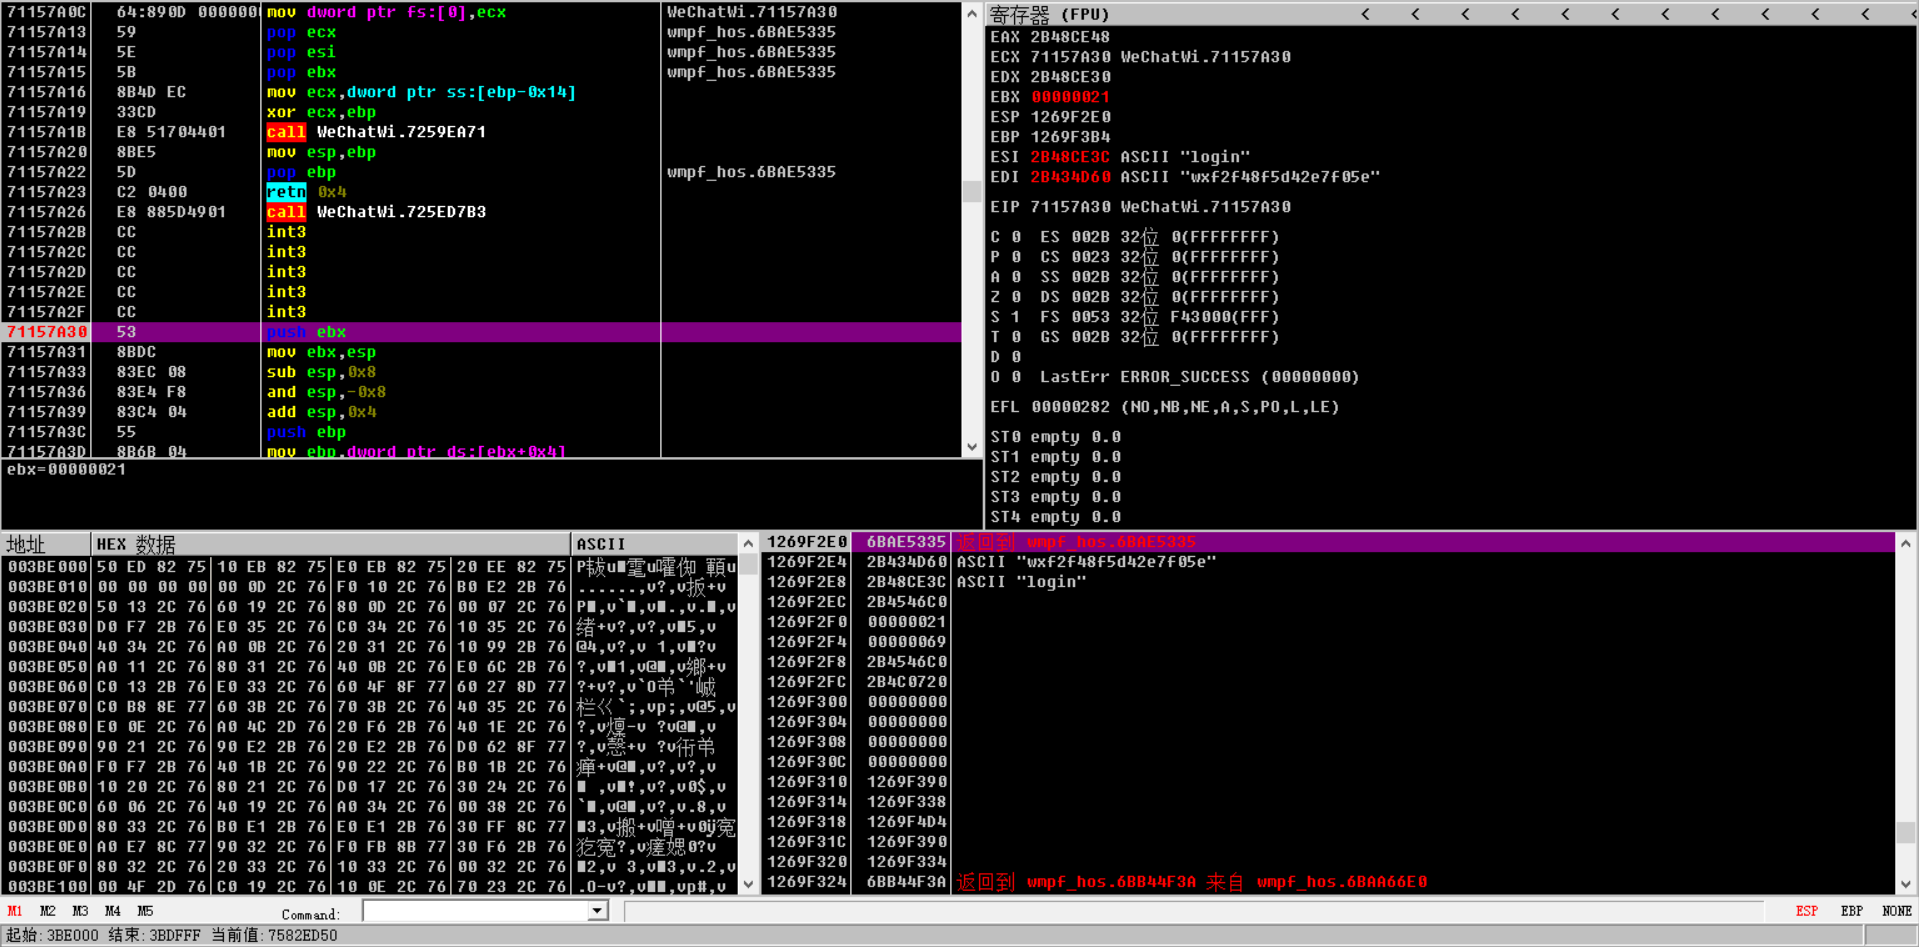 71157A0C 64:890D 000000 mov dword ptr fs:[0],ecx WeChatWi.71157A30
71157A13 59 pop ecx wmpf_hos.6BAE5335
71157A14 5E pop esi wmpf_hos.6BAE5335
71157A15 5B pop ebx wmpf_hos.6BAE5335
71157A16 8B4D EC mov ecx,dword ptr ss:[ebp-0x14]
71157A19 33CD xor ecx,ebp
71157A1B E8 51704401 call WeChatWi.7259EA71
71157A20 8BE5 mov esp,ebp
71157A22 5D pop ebp wmpf_hos.6BAE5335
71157A23 C2 0400 retn 0x4
71157A26 E8 885D4901 call WeChatWi.725ED7B3
71157A2B CC int3
71157A2C CC int3
71157A2D CC int3
71157A2E CC int3
71157A2F CC int3
71157A30 53 push ebx
71157A31 8BDC mov ebx,esp
71157A33 83EC 08 sub esp,0x8
71157A36 83E4 F8 and esp,-0x8
71157A39 83C4 04 add esp,0x4
71157A3C 55 push ebp
71157A3D 8B6B 04 mov ebp,dword ptr ds:[ebx+0x4]
ebx=00000021
寄存器 (FPU) < < < < < < < < < < < <
EAX 2B48CE48
ECX 71157A30 WeChatWi.71157A30
EDX 2B48CE30
EBX 00000021
ESP 1269F2E0
EBP 1269F3B4
ESI 2B48CE3C ASCII "login"
EDI 2B434D60 ASCII "wxf2f48f5d42e7f05e"
EIP 71157A30 WeChatWi.71157A30
C 0 ES 002B 32位 0(FFFFFFFF)
P 0 CS 0023 32位 0(FFFFFFFF)
A 0 SS 002B 32位 0(FFFFFFFF)
Z 0 DS 002B 32位 0(FFFFFFFF)
S 1 FS 0053 32位 F43000(FFF)
T 0 GS 002B 32位 0(FFFFFFFF)
D 0
O 0 LastErr ERROR_SUCCESS (00000000)
EFL 00000282 (NO,NB,NE,A,S,PO,L,LE)
ST0 empty 0.0
ST1 empty 0.0
ST2 empty 0.0
ST3 empty 0.0
ST4 empty 0.0
地址 HEX 数据 ASCII
003BE000 50 ED 82 75 10 EB 82 75 E0 EB 82 75 20 EE 82 75
003BE010 00 00 00 00 00 0D 2C 76 F0 10 2C 76 B0 E2 2B 76
003BE020 50 13 2C 76 60 19 2C 76 80 0D 2C 76 00 07 2C 76
003BE030 D0 F7 2B 76 E0 35 2C 76 C0 34 2C 76 10 35 2C 76
003BE040 40 34 2C 76 A0 0B 2C 76 20 31 2C 76 10 99 2B 76
003BE050 A0 11 2C 76 80 31 2C 76 40 0B 2C 76 E0 6C 2B 76
003BE060 C0 13 2B 76 E0 33 2C 76 60 4F 8F 77 60 27 8D 77
003BE070 C0 B8 8E 77 60 3B 2C 76 70 3B 2C 76 40 35 2C 76
003BE080 E0 0E 2C 76 A0 4C 2D 76 20 F6 2B 76 40 1E 2C 76
003BE090 90 21 2C 76 90 E2 2B 76 20 E2 2B 76 D0 62 8F 77
003BE0A0 F0 F7 2B 76 40 1B 2C 76 90 22 2C 76 B0 1B 2C 76
003BE0B0 10 20 2C 76 80 21 2C 76 D0 17 2C 76 30 24 2C 76
003BE0C0 60 06 2C 76 40 19 2C 76 A0 34 2C 76 00 38 2C 76
003BE0D0 80 33 2C 76 B0 E1 2B 76 E0 E1 2B 76 30 FF 8C 77
003BE0E0 A0 E7 8C 77 90 32 2C 76 F0 FB 8B 77 30 F6 2B 76
003BE0F0 80 32 2C 76 20 33 2C 76 10 33 2C 76 00 32 2C 76
003BE100 00 4F 2D 76 C0 19 2C 76 10 0E 2C 76 70 23 2C 76
1269F2E0 6BAE5335 返回到 wmpf_hos.6BAE5335
1269F2E4 2B434D60 ASCII "wxf2f48f5d42e7f05e"
1269F2E8 2B48CE3C ASCII "login"
1269F2EC 2B4546C0
1269F2F0 00000021
1269F2F4 00000069
1269F2F8 2B4546C0
1269F2FC 2B4C0720
1269F300 00000000
1269F304 00000000
1269F308 00000000
1269F30C 00000000
1269F310 1269F390
1269F314 1269F338
1269F318 1269F4D4
1269F31C 1269F390
1269F320 1269F334
1269F324 6BB44F3A 返回到 wmpf_hos.6BB44F3A 来自 wmpf_hos.6BAA66E0
M1 M2 M3 M4 M5 Command: ESP EBP NONE
起始:3BE000 结束:3BDFFF 当前值:7582ED50